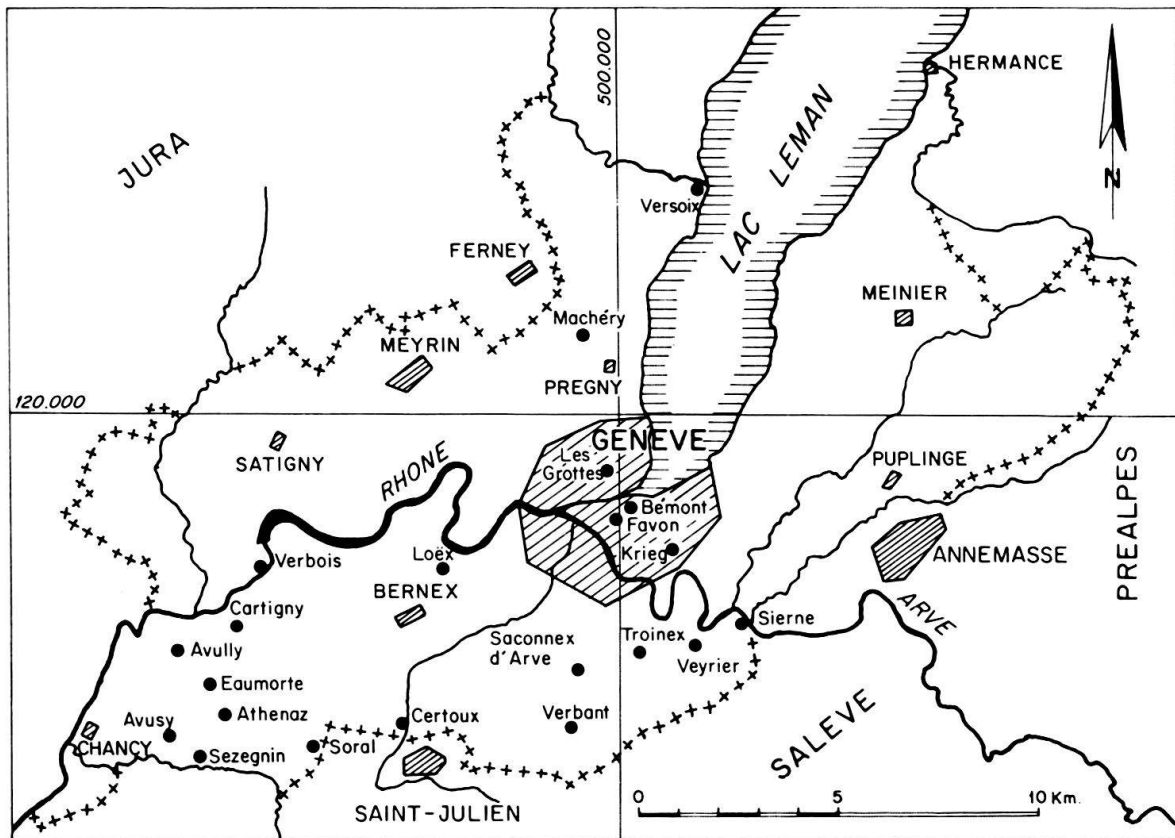 500.000
HERMANCE
JURA
LAC LEMAN
N
Versoix
FERNEY
MEINIER
Machéry
MEYRIN
PREGNY
120.000
GENEVE
SATIGNY
RHONE
Les
Grottes
PUPLINGE
PREALPES
Bémont
Favon
Krieg
ANNEMASSE
Verbois
Loëx
BERNEX
ARVE
Cartigny
Sierne
Avully
Saconnex
d'Arve
Troinex
Veyrier
Eaumorte
Athenaz
Avusy
Certoux
Verbant
SALEVE
CHANCY
Sezegnin
Soral
SAINT-JULIEN
0 5 10 Km.